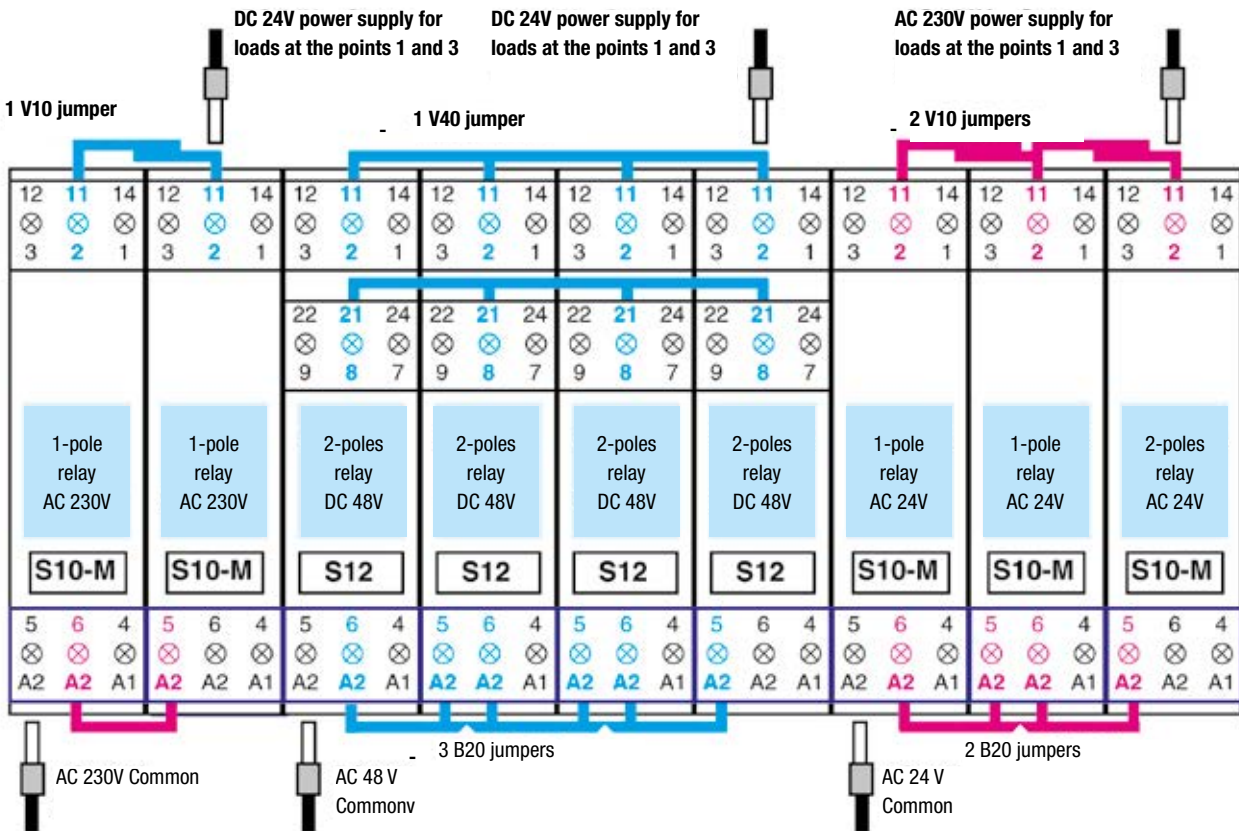 DC 24V power supply for DC 24V power supply for AC 230V power supply for
loads at the points 1 and 3 loads at the points 1 and 3 loads at the points 1 and 3
1 V10 jumper - 1 V40 jumper - 2 V10 jumpers
12 11 14 12 11 14 12 11 14 12 11 14 12 11 14 12 11 14 12 11 14 12 11 14 12 11 14
3 2 1 3 2 1 3 2 1 3 2 1 3 2 1 3 2 1 3 2 1 3 2 1 3 2 1
22 21 24 22 21 24 22 21 24 22 21 24
9 8 7 9 8 7 9 8 7 9 8 7
1-pole 1-pole 2-poles 2-poles 2-poles 2-poles 1-pole 1-pole 2-poles
relay relay relay relay relay relay relay relay relay
AC 230V AC 230V DC 48V DC 48V DC 48V DC 48V AC 24V AC 24V AC 24V
S10-M S10-M S12 S12 S12 S12 S10-M S10-M S10-M
5 6 4 5 6 4 5 6 4 5 6 4 5 6 4 5 6 4 5 6 4 5 6 4 5 6 4
A2 A2 A1 A2 A2 A1 A2 A2 A1 A2 A2 A1 A2 A2 A1 A2 A2 A1 A2 A2 A1 A2 A2 A1 A2 A2 A1
- 3 B20 jumpers 2 B20 jumpers
AC 230V Common AC 48 V AC 24 V
Commonv Common